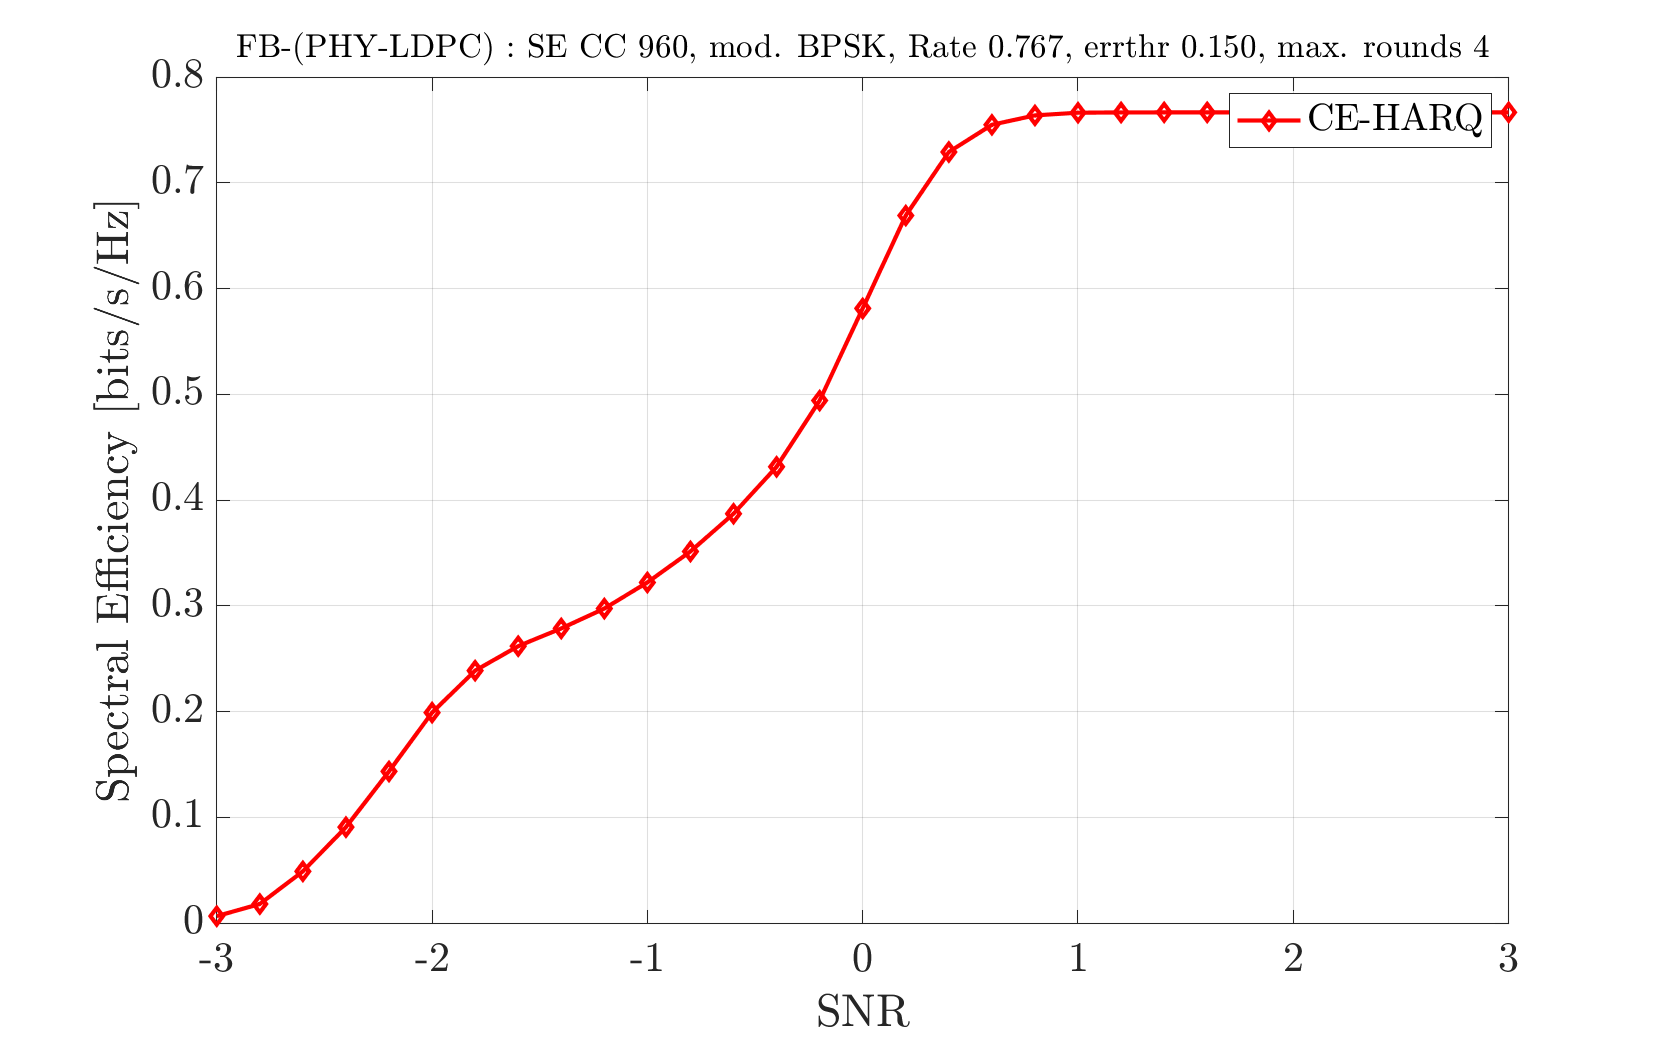 FB-(PHY-LDPC) : SE CC 960, mod. BPSK, Rate 0.767, errthr 0.150, max. rounds 4
0.8
0.7
0.6
0.5
0.4
0.3
0.2
0.1
0
Spectral Efficiency [bits/s/Hz]
CE-HARQ
-3 -2 -1 0 1 2 3
SNR